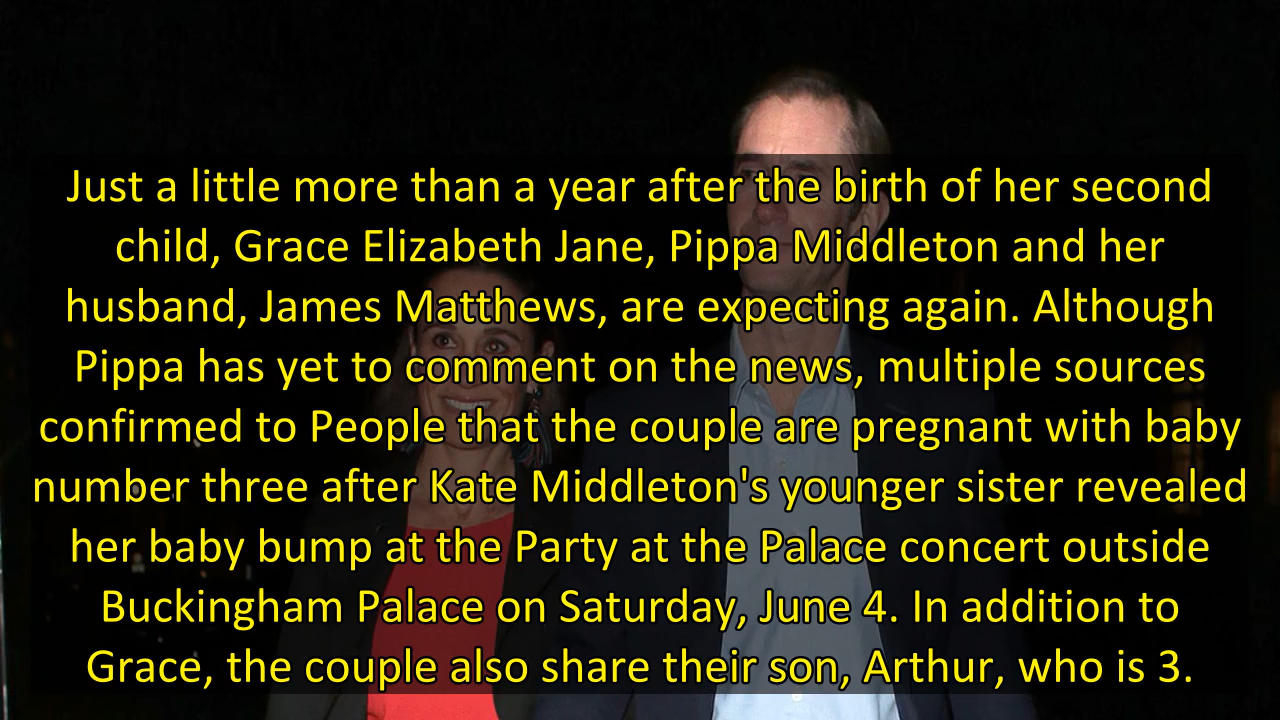 Just a little more than a year after the birth of her second
child, Grace Elizabeth Jane, Pippa Middleton and her
husband, James Matthews, are expecting again. Although
Pippa has yet to comment on the news, multiple sources
confirmed to People that the couple are pregnant with baby
number three after Kate Middleton's younger sister revealed
her baby bump at the Party at the Palace concert outside
Buckingham Palace on Saturday, June 4. In addition to
Grace, the couple also share their son, Arthur, who is 3.